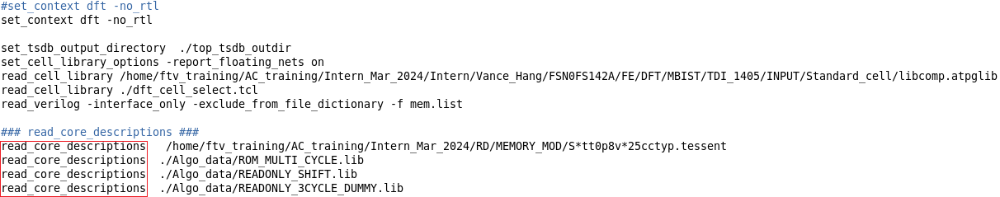 #set_context dft -no_rtl
set_context dft -no_rtl
set_tsdb_output_directory  ./top_tsdb_outdir
set_cell_library_options -report_floating_nets on
read_cell_library /home/ftv_training/AC_training/Intern_Mar_2024/Intern/Vance_Hang/FSN0FS142A/FE/DFT/MBIST/TDI_1405/INPUT/Standard_cell/libcomp.atpglib
read_cell_library ./dft_cell_select.tcl
read_verilog -interface_only -exclude_from_file_dictionary -f mem.list
### read_core_descriptions ###
read_core_descriptions   /home/ftv_training/AC_training/Intern_Mar_2024/RD/MEMORY_MOD/S*tt0p8v*25cctyp.tessent
read_core_descriptions  ./Algo_data/ROM_MULTI_CYCLE.lib
read_core_descriptions  ./Algo_data/READONLY_SHIFT.lib
read_core_descriptions  ./Algo_data/READONLY_3CYCLE_DUMMY.lib